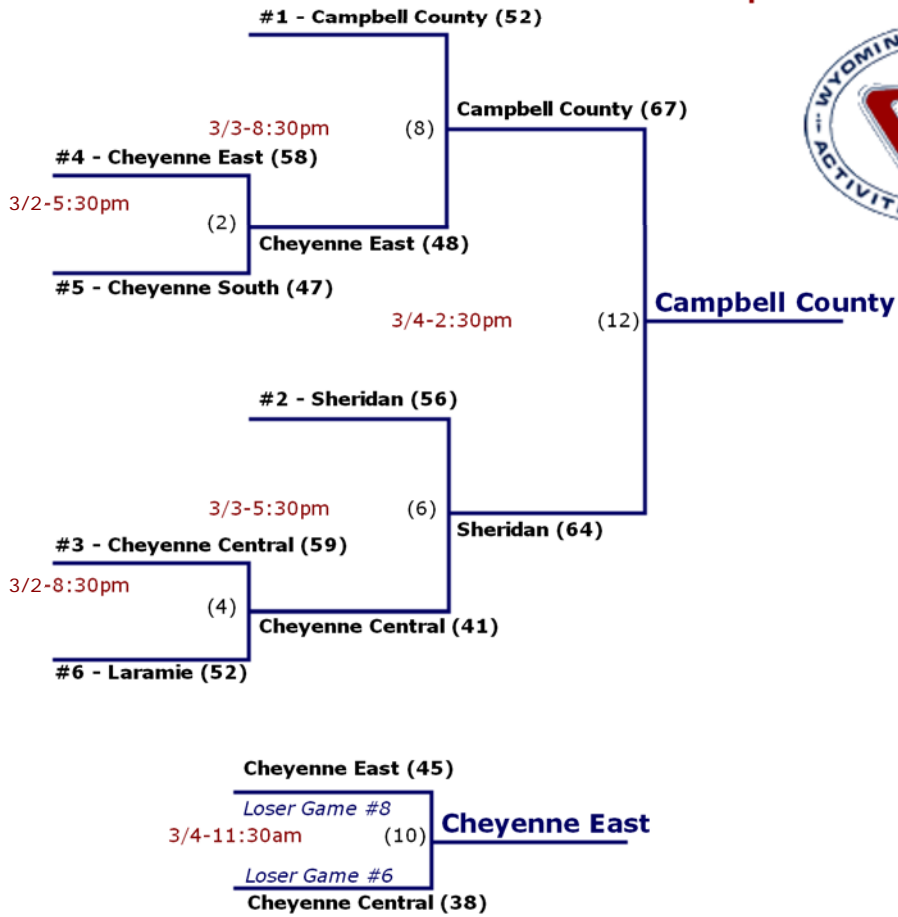 #1 - Campbell County (52)
WYOMIN
ACTIVITI
3/3-8:30pm
(8)
Campbell County (67)
#4 - Cheyenne East (58)
3/2-5:30pm
(2)
Cheyenne East (48)
#5 - Cheyenne South (47)
3/4-2:30pm
(12)
Campbell County
#2 - Sheridan (56)
3/3-5:30pm
(6)
Sheridan (64)
#3 - Cheyenne Central (59)
3/2-8:30pm
(4)
Cheyenne Central (41)
#6 - Laramie (52)
Cheyenne East (45)
Loser Game #8
3/4-11:30am
(10)
Cheyenne East
Loser Game #6
Cheyenne Central (38)